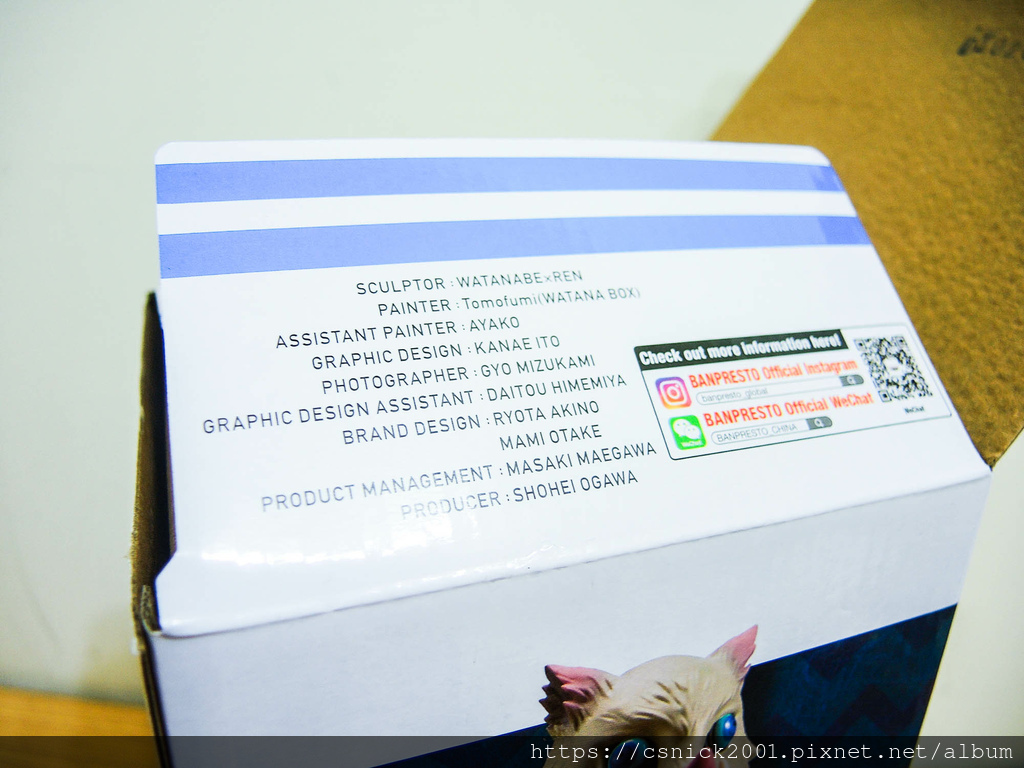 SCULPTOR : WATANABE×REN
PAINTER : Tomofumi(WATANA BOX)
ASSISTANT PAINTER : AYAKO
GRAPHIC DESIGN : KANAE ITO
PHOTOGRAPHER : GYO MIZUKAMI
GRAPHIC DESIGN ASSISTANT : DAITOU HIMEMIYA
BRAND DESIGN : RYOTA AKINO
MAMI OTAKE
PRODUCT MANAGEMENT : MASAKI MAEGAWA
PRODUCER : SHOHEI OGAWA
Check out more information here!
BANPRESTO Official Instagram
banpresto_global
BANPRESTO Official WeChat
BANPRESTO_CHINA
WeChat
WeChat
https://csnick2001.pixnet.net/album